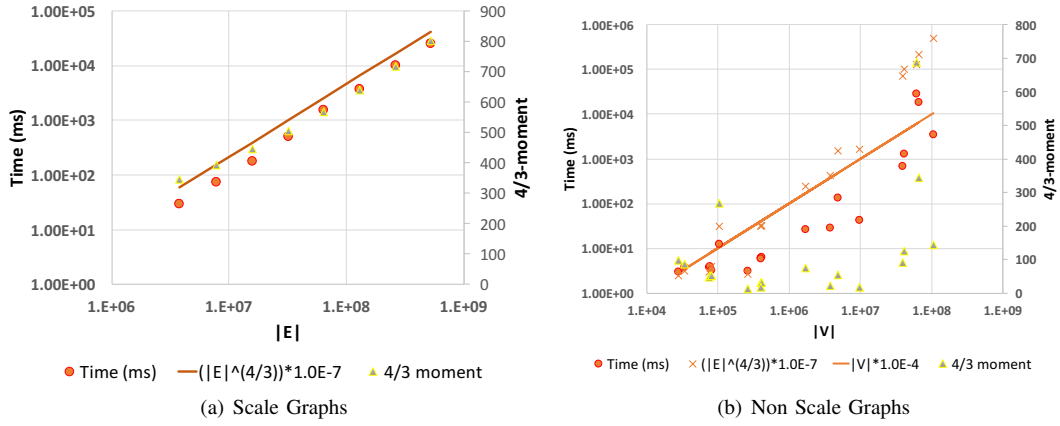 1.00E+05
1.00E+04
1.00E+03
1.00E+02
1.00E+01
1.00E+00
Time (ms)
900
800
700
600
500
400
300
200
100
0
4/3-moment
1.E+06 1.E+07 1.E+08 1.E+09
|E|
Time (ms) (|E|^(4/3))*1.0E-7 4/3 moment
(a) Scale Graphs
1.00E+06
1.00E+05
1.00E+04
1.00E+03
1.00E+02
1.00E+01
1.00E+00
Time (ms)
800
700
600
500
400
300
200
100
0
4/3-moment
1.E+04 1.E+05 1.E+06 1.E+07 1.E+08 1.E+09
|V|
Time (ms) (|E|^(4/3))*1.0E-7 |V|*1.0E-4 4/3 moment
(b) Non Scale Graphs